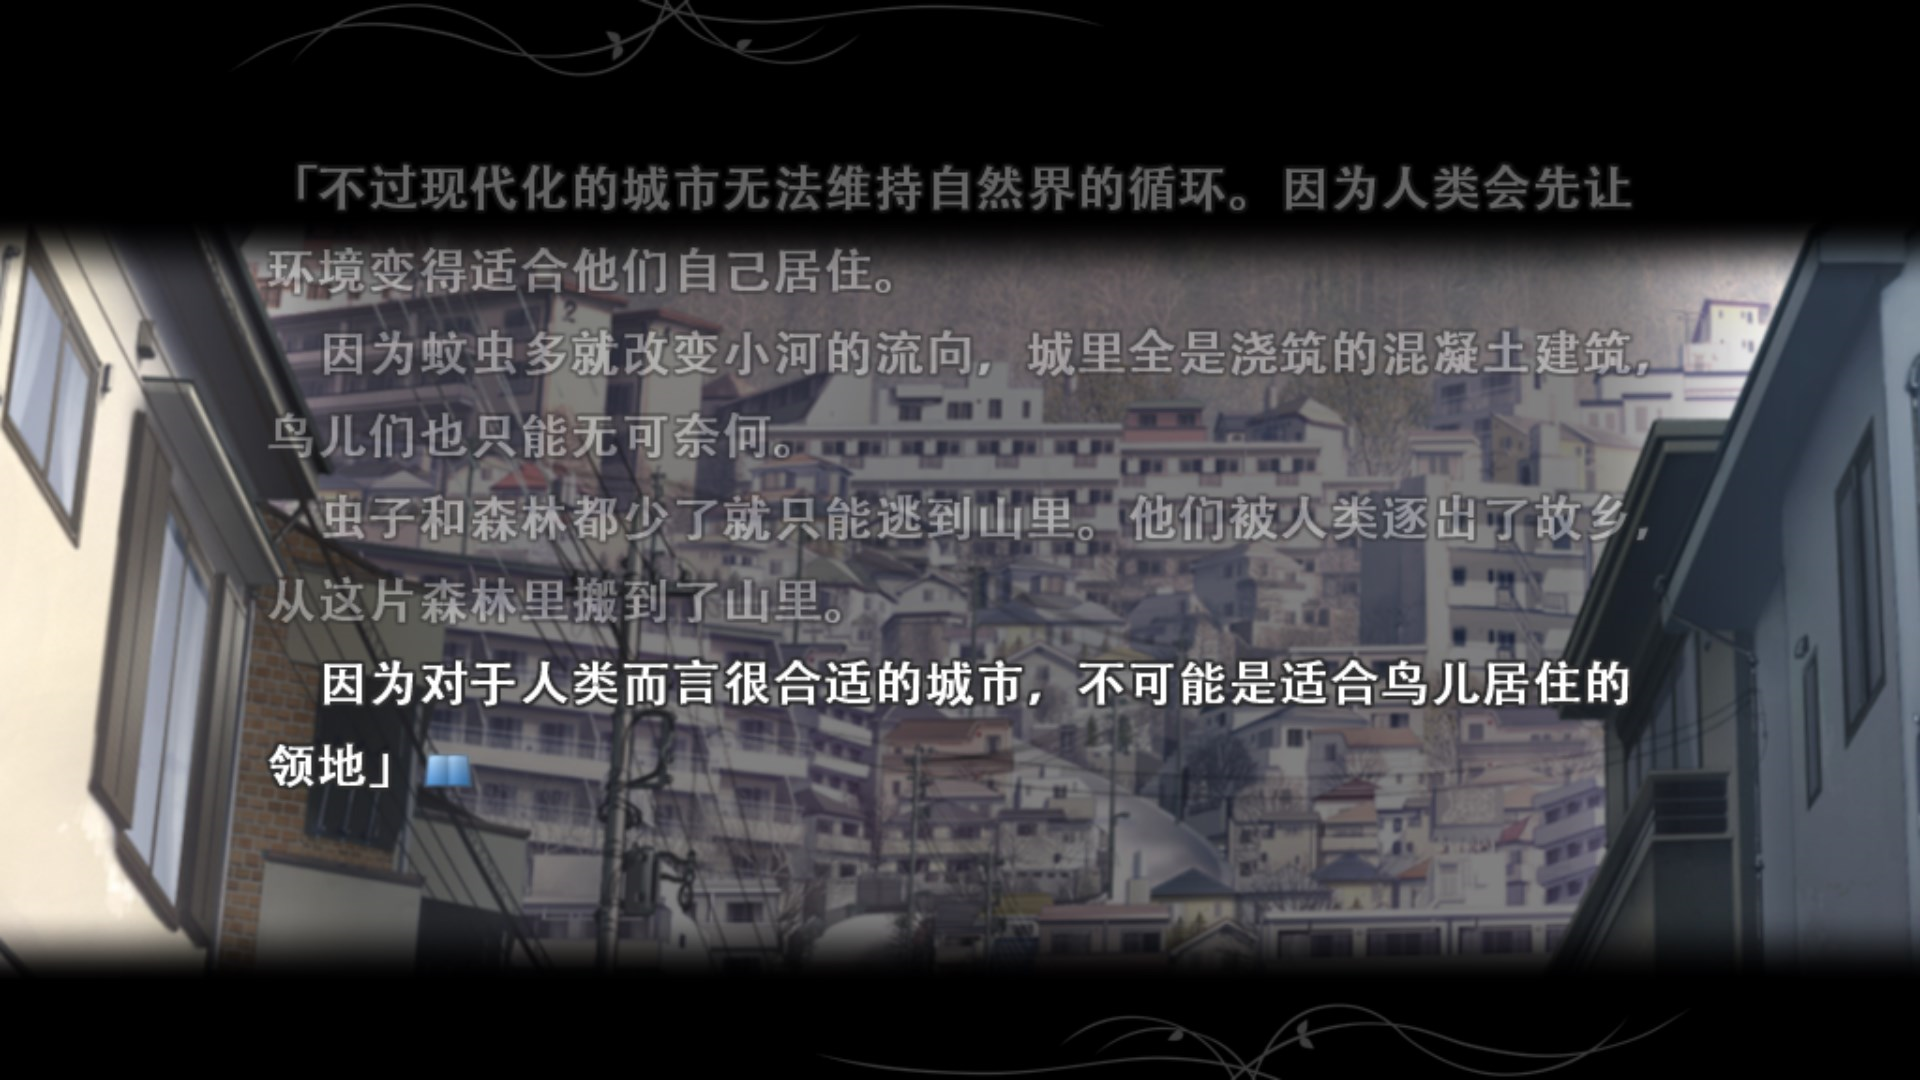 「不过现代化的城市无法维持自然界的循环。因为人类会先让
环境变得适合他们自己居住。
因为蚊虫多就改变小河的流向，城里全是浇筑的混凝土建筑，
鸟儿们也只能无可奈何。
虫子和森林都少了就只能逃到山里。他们被人类逐出了故乡，
从这片森林里搬到了山里。
因为对于人类而言很合适的城市，不可能是适合鸟儿居住的
领地」
2